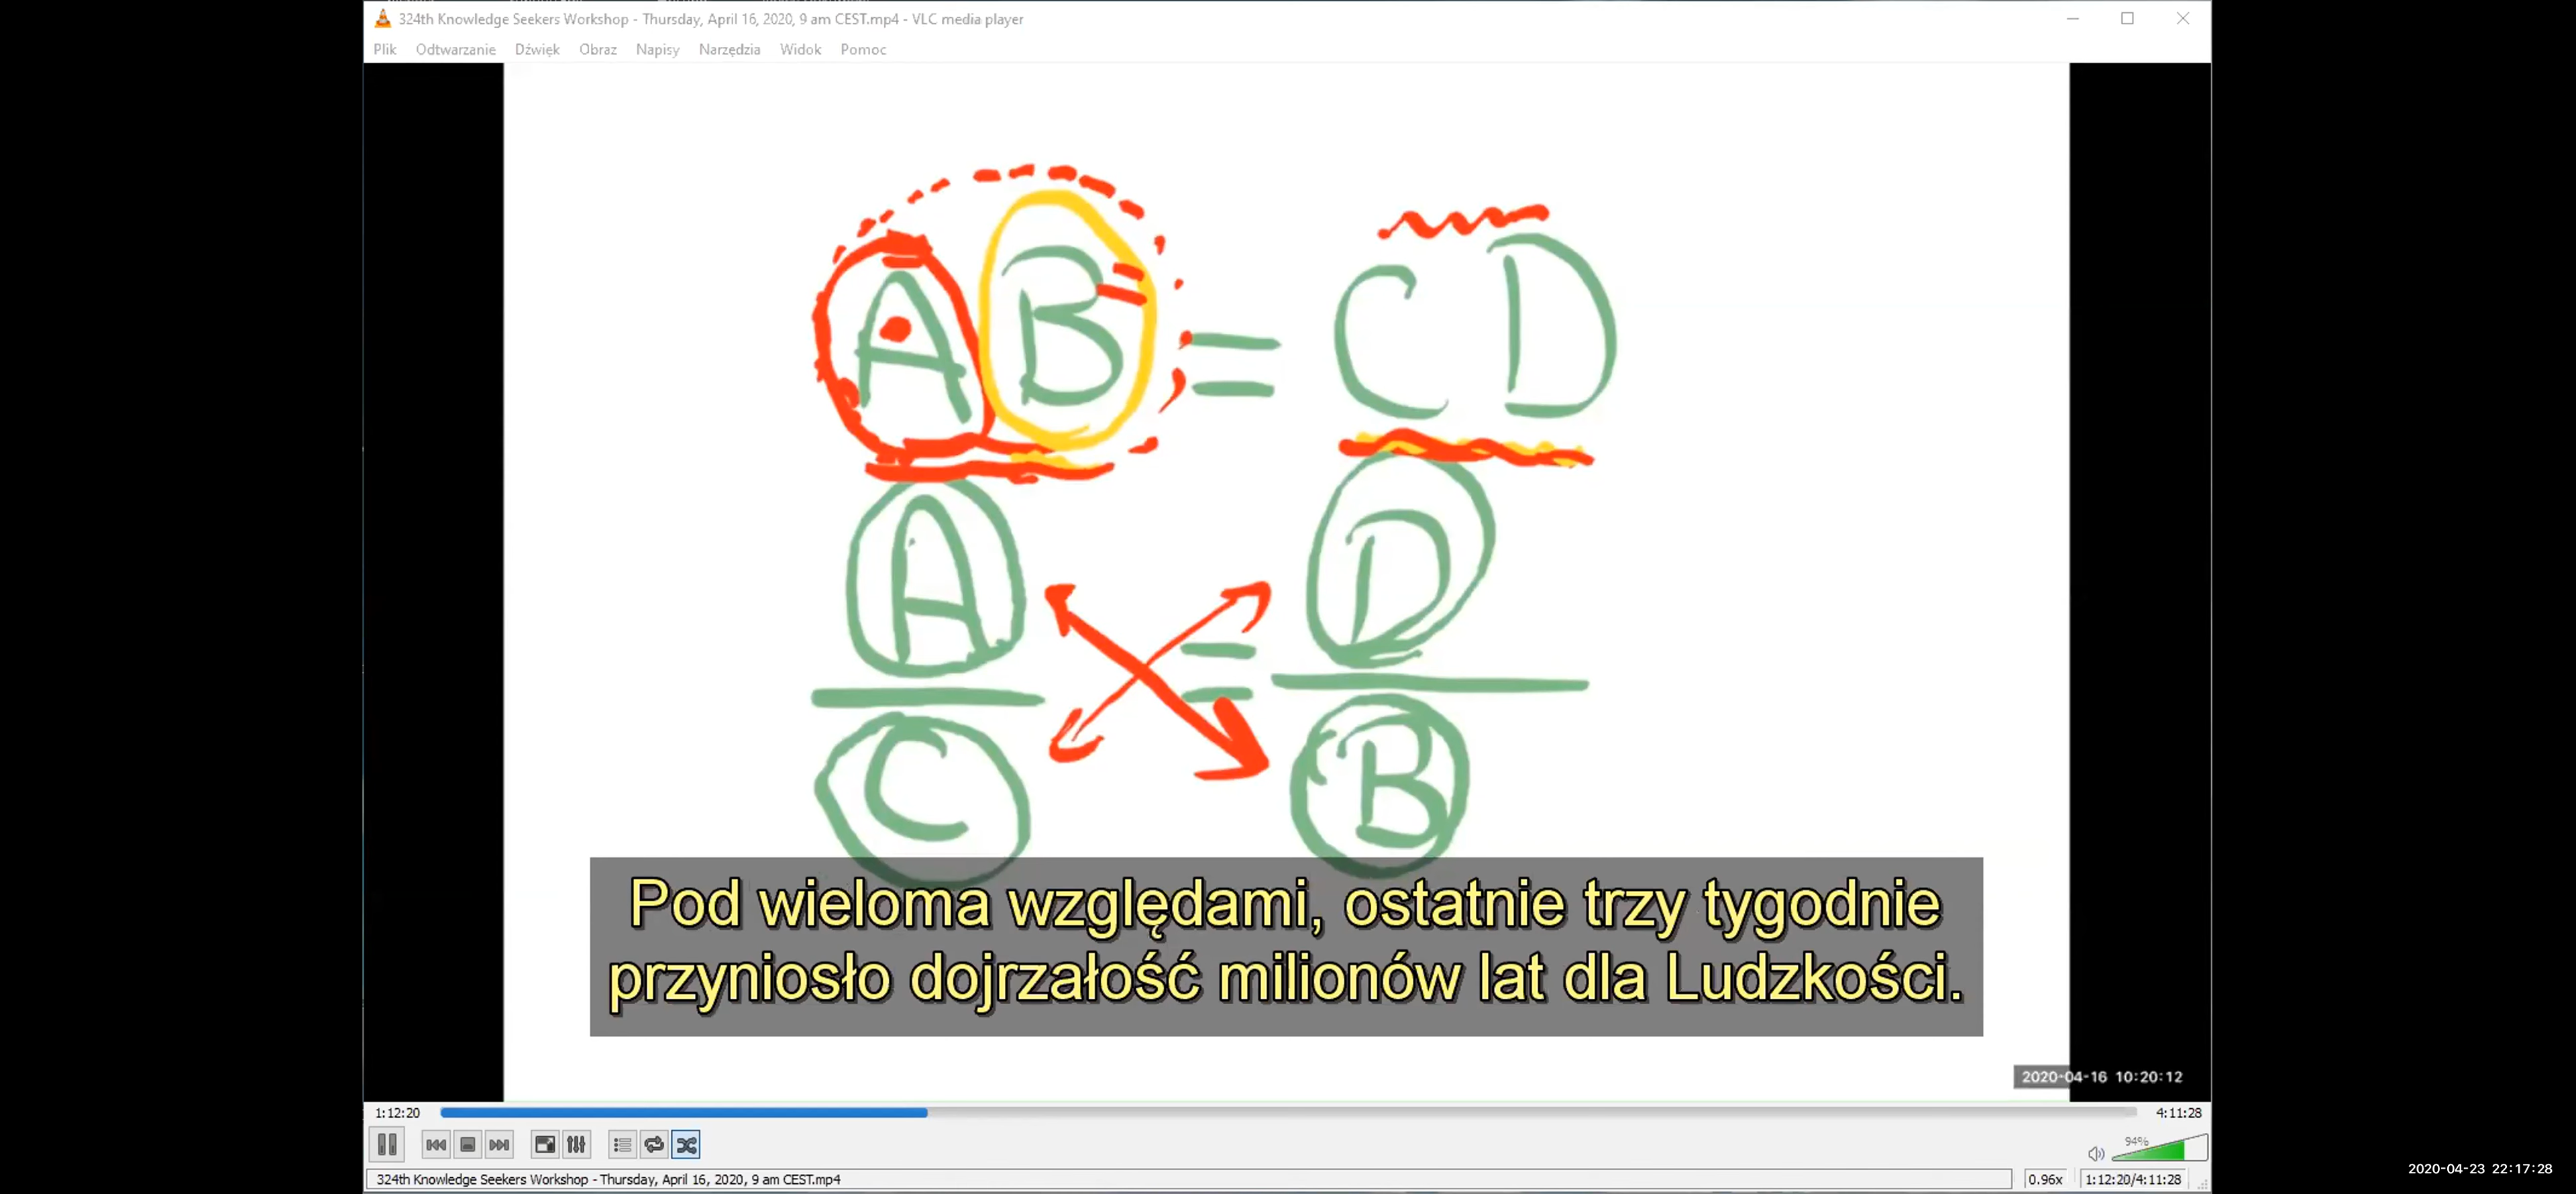 324th Knowledge Seekers Workshop - Thursday, April 16, 2020, 9 am CEST.mp4 - VLC media player
Plik Odtwarzanie Dźwięk Obraz Napisy Narzędzia Widok Pomoc
A B = C D
A = D
C B
Pod wieloma względami, ostatnie trzy tygodnie
przyniosło dojrzałość milionów lat dla Ludzkości.
2020-04-16 10:20:12
1:12:20 4:11:28
94%
324th Knowledge Seekers Workshop - Thursday, April 16, 2020, 9 am CEST.mp4 0.96x 1:12:20/4:11:28
2020-04-23 22:17:28